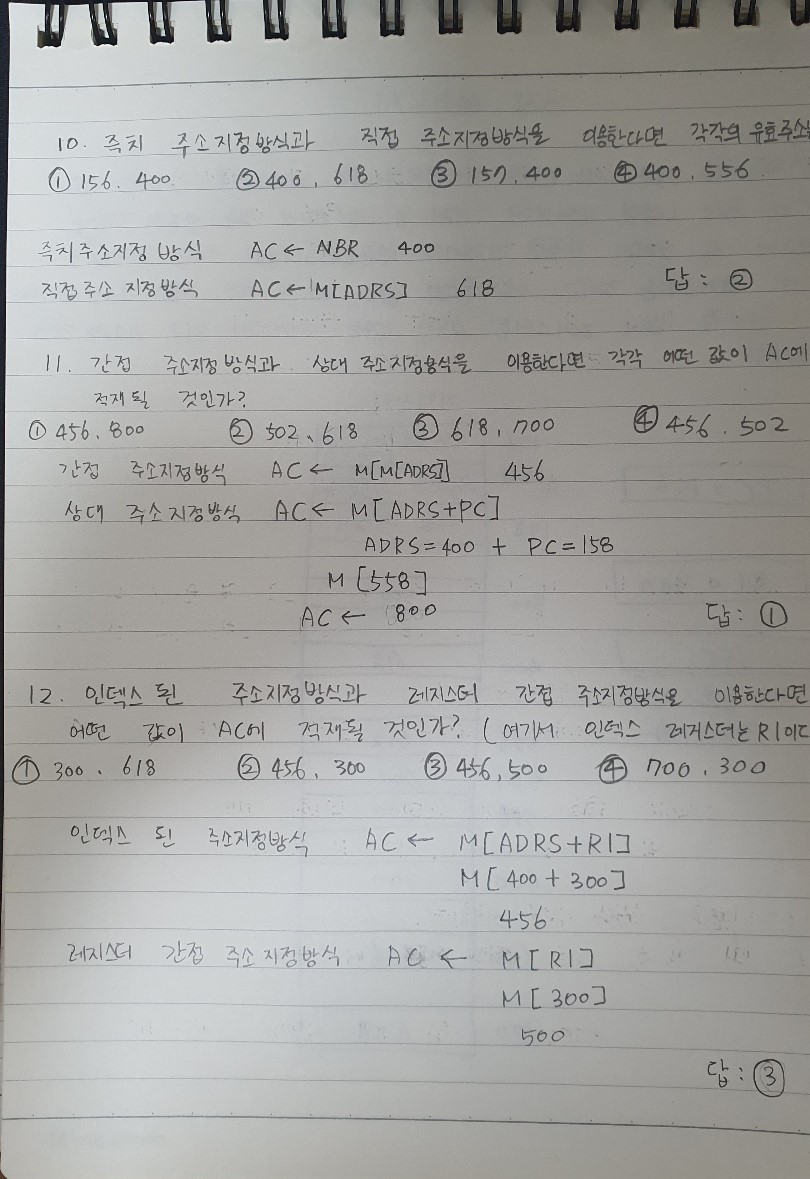 10. 즉치 주소지정방식과 직접 주소지정방식을 이용한다면 각각의 유효주소는
① 156. 400 ② 400, 618 ③ 157, 400 ④ 400, 556
즉치주소지정 방식 AC ← NBR 400
직접주소 지정방식 AC ← M[ADRS] 618 답 : ②
11. 간접 주소지정 방식과 상대 주소지정방식을 이용한다면 각각 어떤 값이 AC에
적재될 것인가?
① 456, 800 ② 502, 618 ③ 618, 700 ④ 456. 502
간접 주소지정방식 AC ← M[M[ADRS]] 456
상대 주소지정방식 AC ← M[ADRS+PC]
ADRS=400 + PC=158
M[558]
AC ← 800 답 : ①
12. 인덱스 된 주소지정방식과 레지스터 간접 주소지정방식을 이용한다면
어떤 값이 AC에 적재될 것인가? (여기서 인덱스 레지스터는 R1이다
① 300. 618 ② 456, 300 ③ 456, 500 ④ 700, 300
인덱스 된 주소지정방식 AC ← M[ADRS+R1]
M[400+300]
456
레지스터 간접 주소지정방식 AC ← M[R1]
M[300]
500
답 : ③